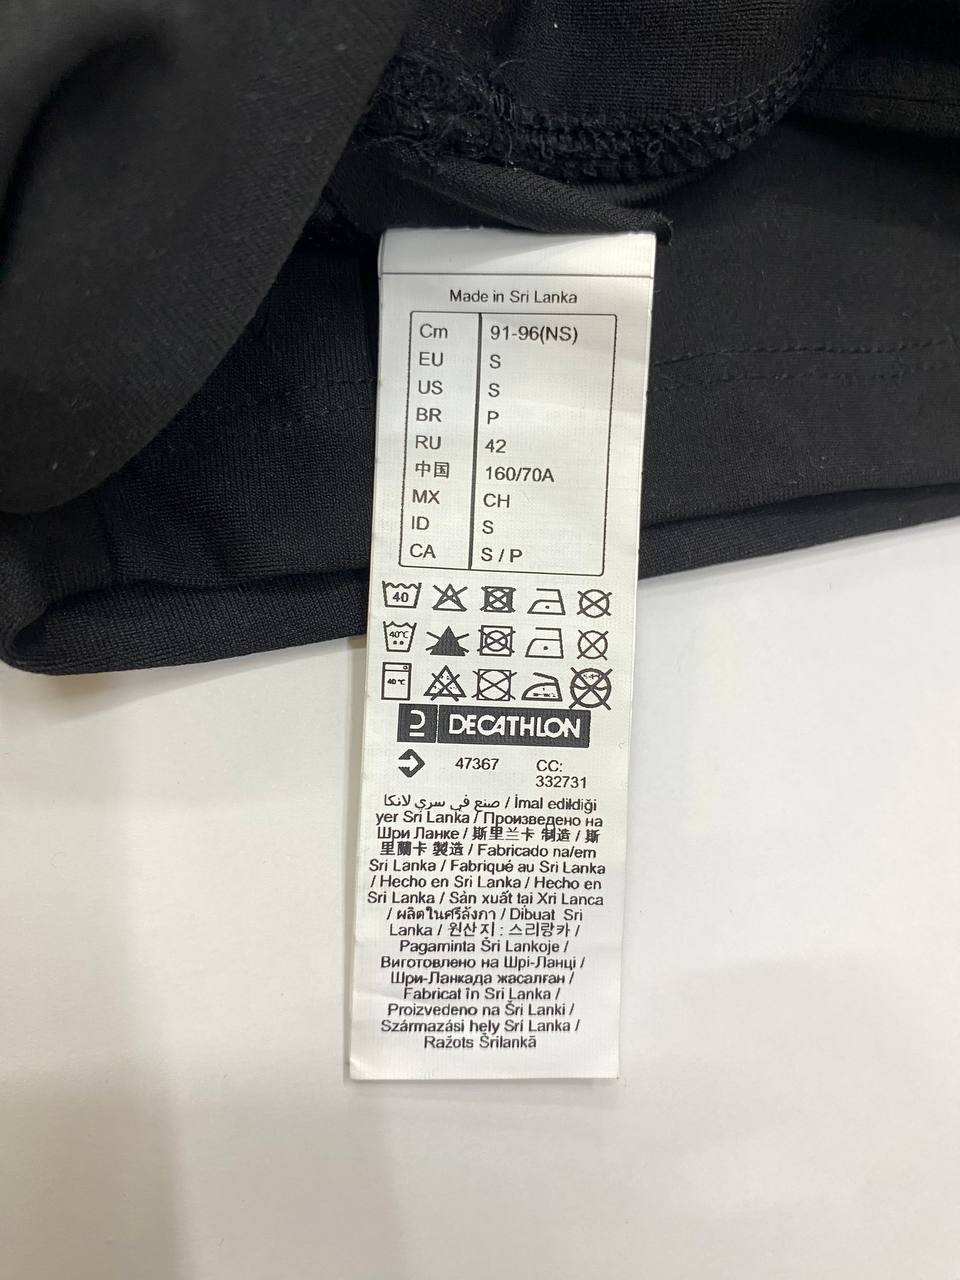 Made in Sri Lanka
Cm 91-96(NS)
EU S
US S
BR P
RU 42
中国 160/70A
MX CH
ID S
CA S / P
40
40°C
40 °C
DECATHLON
47367 CC:
332731
صنع في سري لانكا / İmal edildiği
yer Sri Lanka / Произведено на
Шри Ланке / 斯里兰卡 制造 / 斯
里蘭卡 製造 / Fabricado na/em
Sri Lanka / Fabriqué au Sri Lanka
/ Hecho en Sri Lanka / Hecho en
Sri Lanka / Sản xuất tại Xri Lanca
/ ผลิตในศรีลังกา / Dibuat Sri
Lanka / 원산지 : 스리랑카 /
Pagaminta Šri Lankoje /
Виготовлено на Шрі-Ланці /
Шри-Ланкада жасалған /
Fabricat în Sri Lanka /
Proizvedeno na Šri Lanki /
Származási hely Srí Lanka /
Ražots Šrilankā